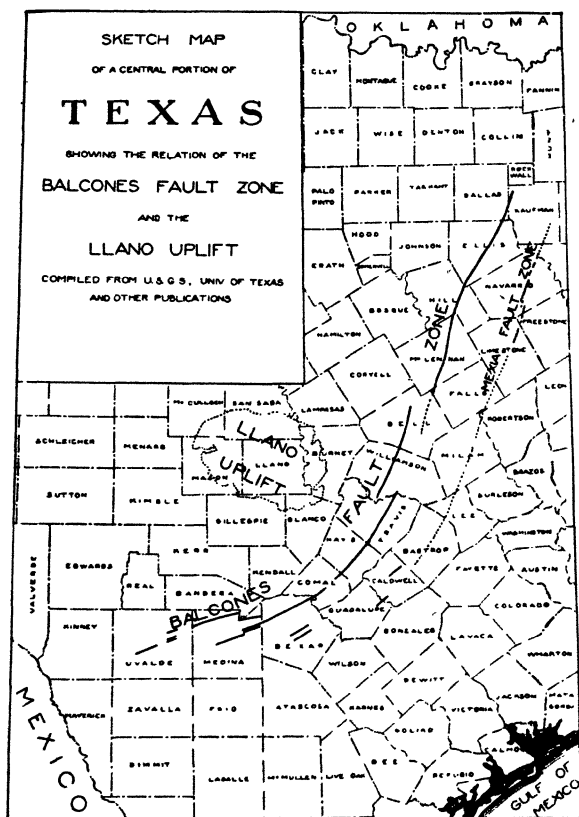 SKETCH MAP
OF A CENTRAL PORTION OF
TEXAS
SHOWING THE RELATION OF THE
BALCONES FAULT ZONE
AND THE
LLANO UPLIFT
COMPILED FROM U.S.G.S., UNIV OF TEXAS
AND OTHER PUBLICATIONS
OKLAHOMA
CLAY
MONTAGUE
COOKE
GRAYSON
FANNIN
JACK
WISE
DENTON
COLLIN
ROCK
WALL
PALO
PINTO
PARKER
TARRANT
DALLAS
KAUFMAN
HOOD
JOHNSON
ELLIS
ERATH
NAVARRO
BOSQUE
HILL
FREESTONE
HAMILTON
LIMESTONE
McLENNAN
CORYELL
FALLS
LEON
ZONE
MEXIA FAULT ZONE
McCULLOCH
SAN SABA
LAMPASAS
BELL
ROBERTSON
SCHLEICHER
MENARD
LLANO
UPLIFT
MASON
LLANO
BURNET
WILLIAMSON
MILAM
BRAZOS
SUTTON
KIMBLE
BURLESON
GILLESPIE
BLANCO
FAULT
TRAVIS
LEE
WASHINGTON
HAYS
BASTROP
KERR
VALVERDE
EDWARDS
REAL
KENDALL
COMAL
CALDWELL
FAYETTE
AUSTIN
BANDERA
BALCONES
GUADALUPE
COLORADO
KINNEY
BEXAR
GONZALES
LAVACA
UVALDE
MEDINA
WILSON
WHARTON
DEWITT
MEXICO
MAVERICK
ZAVALLA
FRIO
ATASCOSA
KARNES
VICTORIA
JACKSON
MATA
GORDA
GOLIAD
CALHOUN
DIMMIT
LASALLE
McMULLEN
LIVE OAK
BEE
REFUGIO
GULF OF
MEXICO